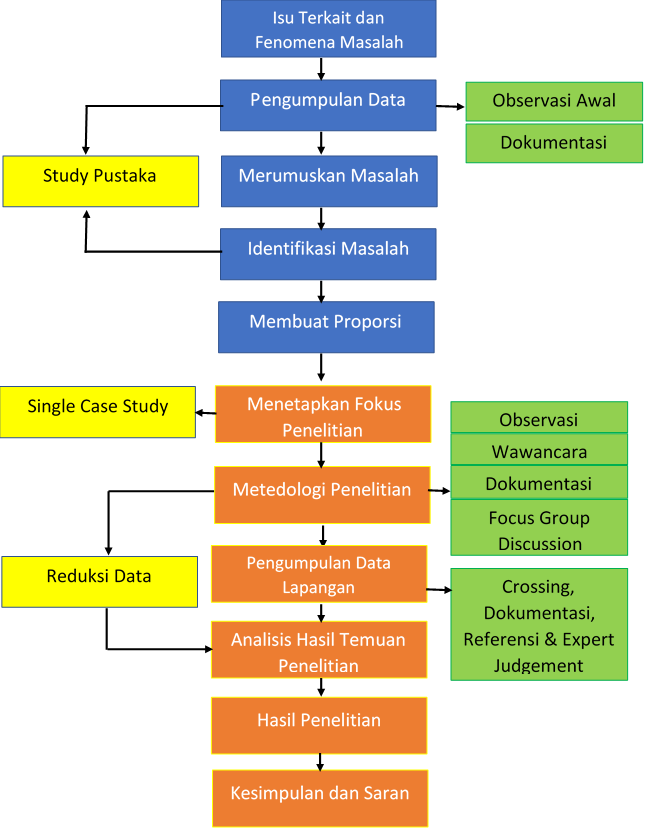 Isu Terkait dan
Fenomena Masalah
Pengumpulan Data
Observasi Awal
Dokumentasi
Study Pustaka
Merumuskan Masalah
Identifikasi Masalah
Membuat Proporsi
Single Case Study
Menetapkan Fokus
Penelitian
Observasi
Wawancara
Dokumentasi
Focus Group
Discussion
Metedologi Penelitian
Reduksi Data
Pengumpulan Data
Lapangan
Crossing,
Dokumentasi,
Referensi & Expert
Judgement
Analisis Hasil Temuan
Penelitian
Hasil Penelitian
Kesimpulan dan Saran